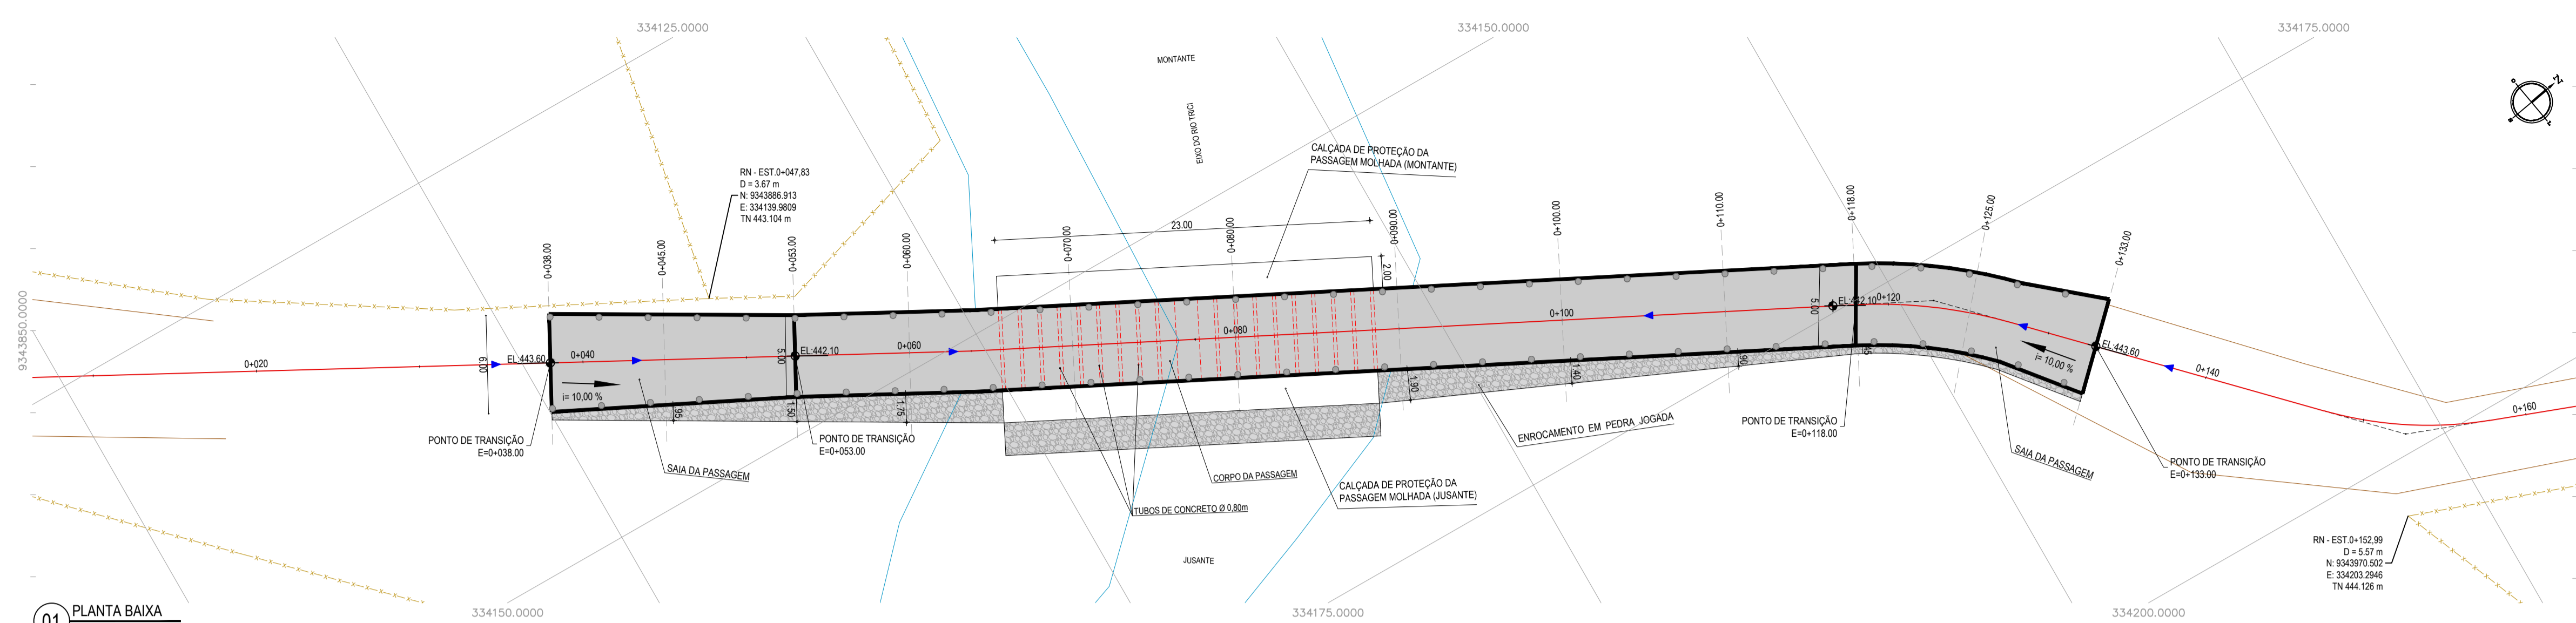 334125.0000
334150.0000
334175.0000
MONTANTE
EIXO DO RIO TRICI
N
CALÇADA DE PROTEÇÃO DA
PASSAGEM MOLHADA (MONTANTE)
RN - EST.0+047,83
D = 3.67 m
N: 9343886.913
E: 334139.9809
TN 443.104 m
23.00
2.00
0+038.00
0+045.00
0+053.00
0+060.00
0+070.00
0+080.00
0+090.00
0+100.00
0+110.00
0+118.00
0+125.00
0+133.00
9343850.0000
0+020
6.00
EL:443.60
0+040
i= 10,00 %
5.00
EL:442.10
0+060
0+080
0+100
5.00
EL:442.10
0+120
EL:443.60
i= 10,00 %
0+140
0+160
.95
1.50
1.75
1.90
1.40
.90
.45
PONTO DE TRANSIÇÃO
E=0+038.00
SAIA DA PASSAGEM
PONTO DE TRANSIÇÃO
E=0+053.00
TUBOS DE CONCRETO Ø 0,80m
CORPO DA PASSAGEM
CALÇADA DE PROTEÇÃO DA
PASSAGEM MOLHADA (JUSANTE)
ENROCAMENTO EM PEDRA JOGADA
PONTO DE TRANSIÇÃO
E=0+118.00
SAIA DA PASSAGEM
PONTO DE TRANSIÇÃO
E=0+133.00
JUSANTE
RN - EST.0+152,99
D = 5.57 m
N: 9343970.502
E: 334203.2946
TN 444.126 m
01
PLANTA BAIXA
334150.0000
334175.0000
334200.0000